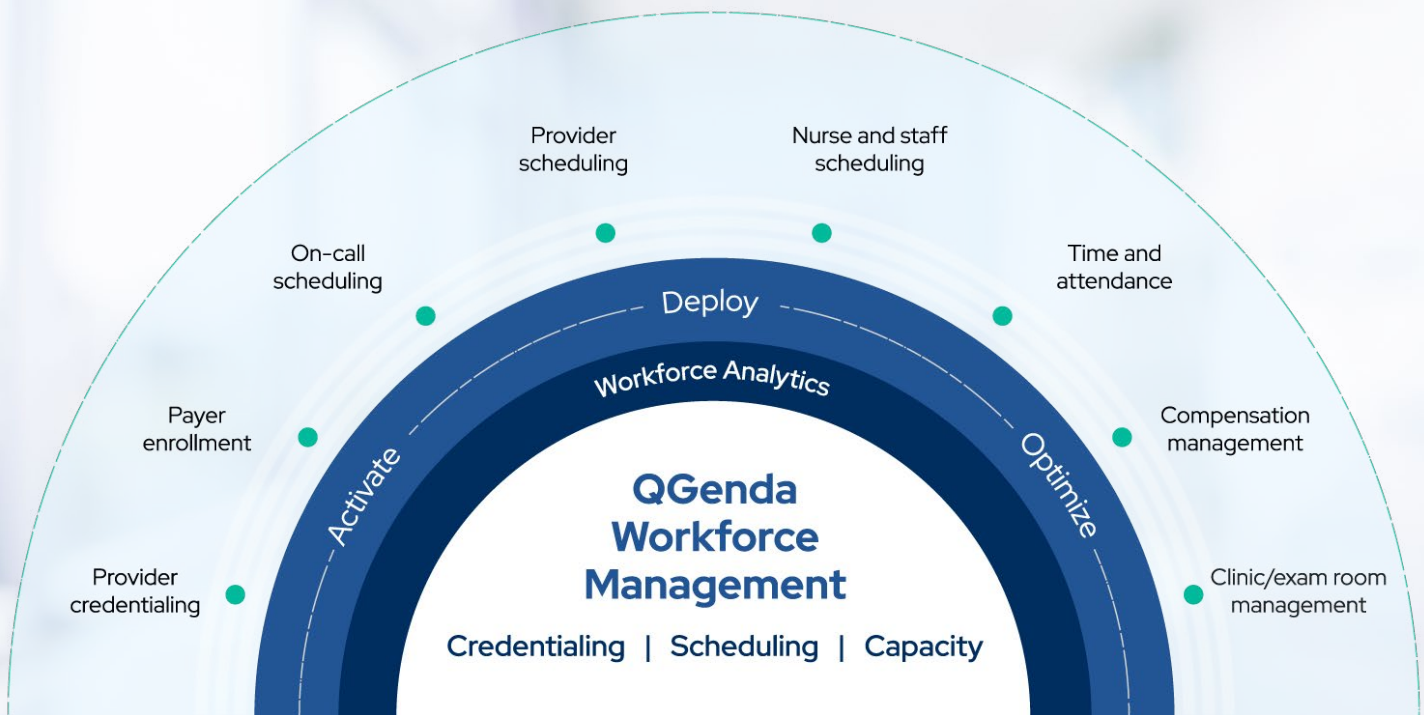 Provider
scheduling
Nurse and staff
scheduling
On-call
scheduling
Time and
attendance
Deploy
Workforce Analytics
Payer
enrollment
Compensation
management
Activate
Optimize
QGenda
Workforce
Management
Provider
credentialing
Clinic/exam room
management
Credentialing | Scheduling | Capacity